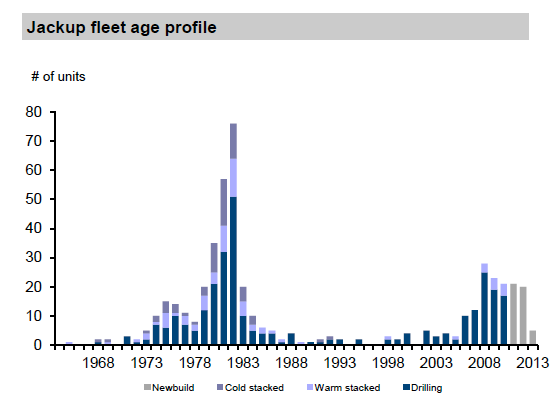 Jackup fleet age profile
# of units
80
70
60
50
40
30
20
10
0
1968 1973 1978 1983 1988 1993 1998 2003 2008 2013
Newbuild Cold stacked Warm stacked Drilling